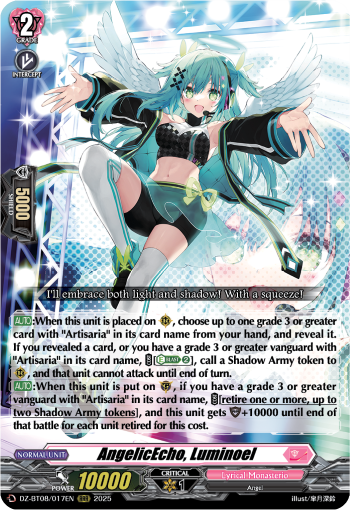 2
GRADE
INTERCEPT
5000
SHIELD
I'll embrace both light and shadow! With a squeeze!
AUTO:When this unit is placed on RC, choose up to one grade 3 or greater
card with "Artisaria" in its card name from your hand, and reveal it.
If you revealed a card, or you have a grade 3 or greater vanguard with
"Artisaria" in its card name, [-BLAST 2], call a Shadow Army token to
RC, and that unit cannot attack until end of turn.
AUTO:When this unit is put on GC, if you have a grade 3 or greater
vanguard with "Artisaria" in its card name, [retire one or more, up to
two Shadow Army tokens], and this unit gets +10000 until end of
that battle for each unit retired for this cost.
NORMAL UNIT
AngelicEcho, Luminoel
POWER
10000
CRITICAL
1
Lyrical Monasterio
Angel
DZ-BT08/017EN
RRR
2025
illust/皐月深鈴